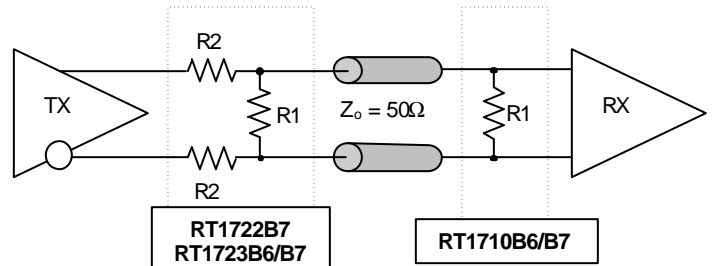 R2
TX
R1
Zₒ = 50Ω
R1
RX
R2
RT1722B7
RT1723B6/B7
RT1710B6/B7